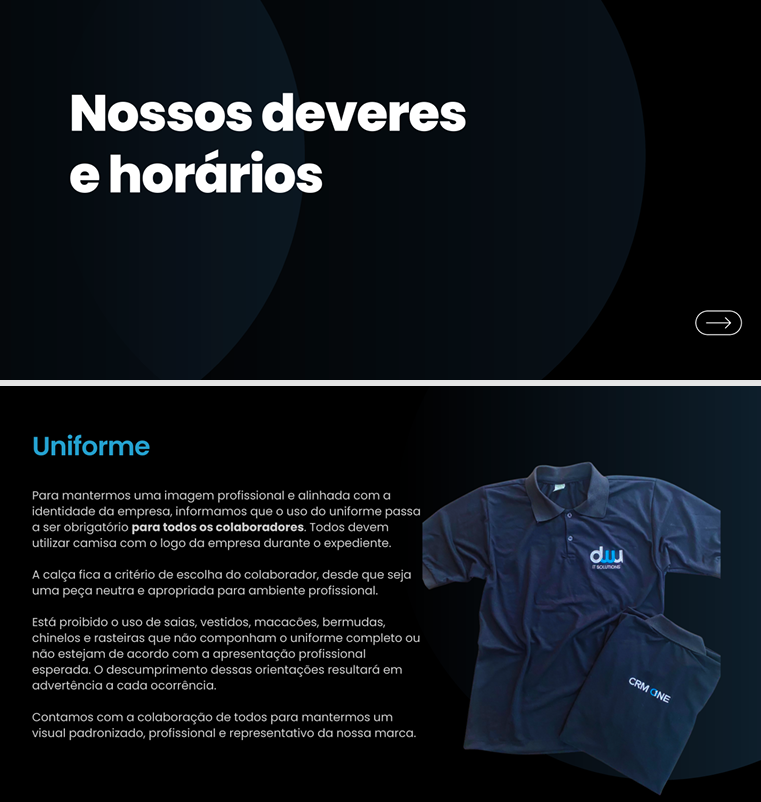 Nossos deveres
e horários
Uniforme
Para mantermos uma imagem profissional e alinhada com a
identidade da empresa, informamos que o uso do uniforme passa
a ser obrigatório para todos os colaboradores. Todos devem
utilizar camisa com o logo da empresa durante o expediente.
A calça fica a critério de escolha do colaborador, desde que seja
uma peça neutra e apropriada para ambiente profissional.
Está proibido o uso de saias, vestidos, macacões, bermudas,
chinelos e rasteiras que não componham o uniforme completo ou
não estejam de acordo com a apresentação profissional
esperada. O descumprimento dessas orientações resultará em
advertência a cada ocorrência.
Contamos com a colaboração de todos para mantermos um
visual padronizado, profissional e representativo da nossa marca.
dwu
IT SOLUTIONS
CRM ONE